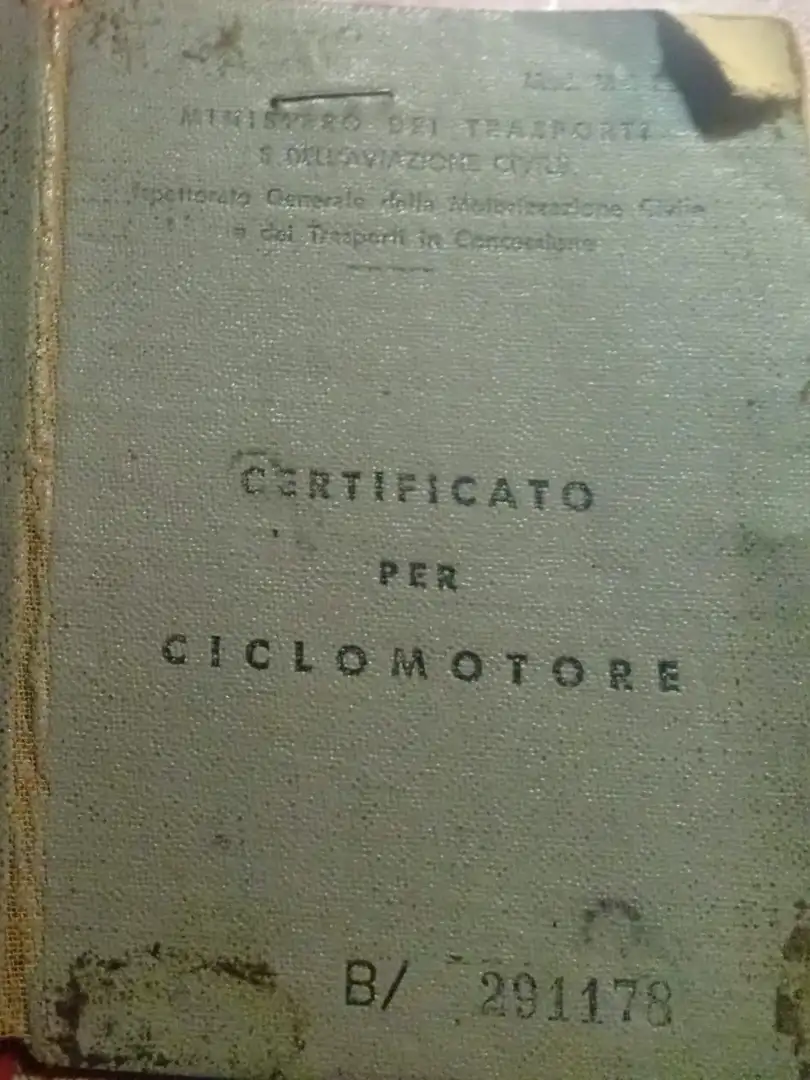 MINISTERO DEI TRASPORTI
E DELL'AVIAZIONE CIVILE
Ispettorato Generale della Motorizzazione Civile
e dei Trasporti in Concessione
CERTIFICATO
PER
CICLOMOTORE
B/ 291178